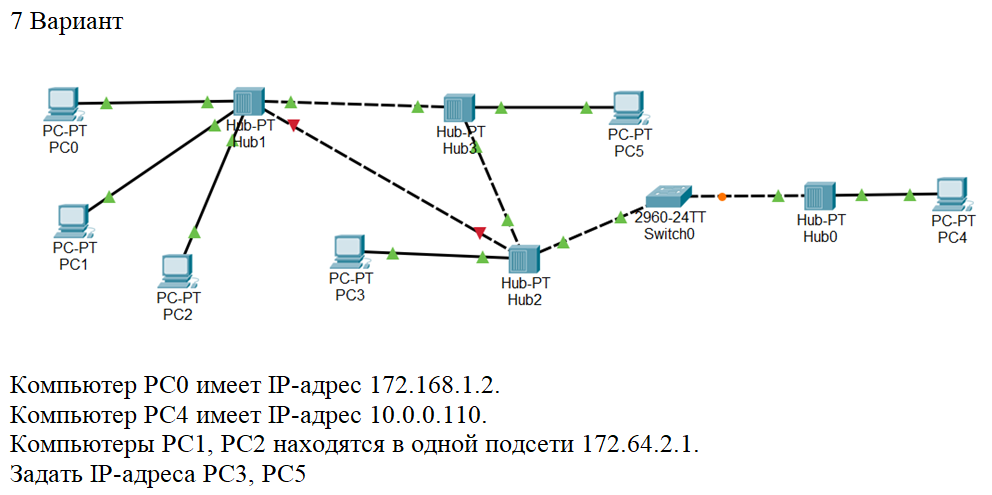 7 Вариант
PC-PT
PC0
Hub-PT
Hub1
Hub-PT
Hub3
PC-PT
PC5
PC-PT
PC1
PC-PT
PC2
PC-PT
PC3
Hub-PT
Hub2
2960-24TT
Switch0
Hub-PT
Hub0
PC-PT
PC4
Компьютер PC0 имеет IP-адрес 172.168.1.2.
Компьютер PC4 имеет IP-адрес 10.0.0.110.
Компьютеры PC1, PC2 находятся в одной подсети 172.64.2.1.
Задать IP-адреса PC3, PC5